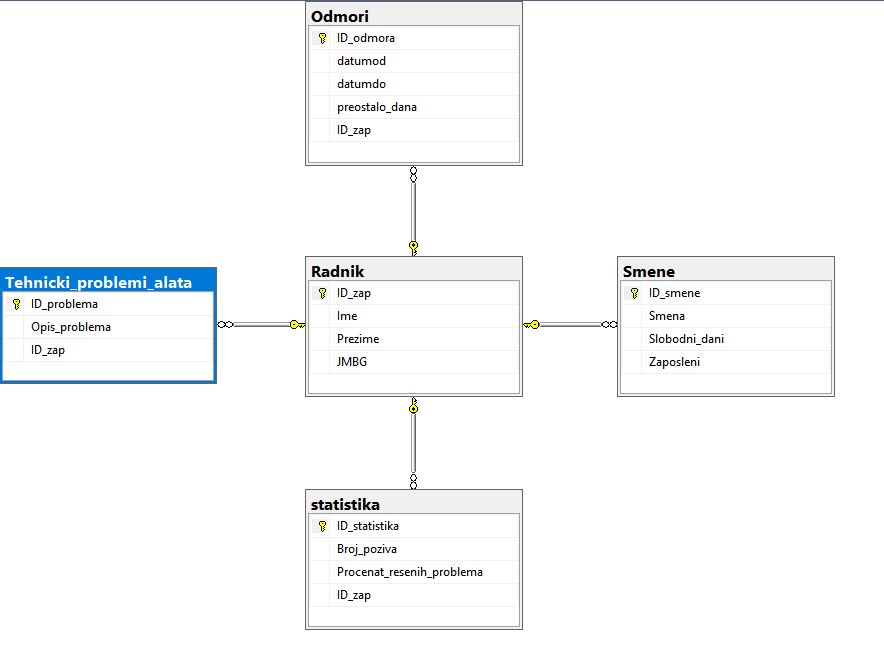 Odmori
ID_odmora
datumod
datumdo
preostalo_dana
ID_zap
Tehnicki_problemi_alata
ID_problema
Opis_problema
ID_zap
Radnik
ID_zap
Ime
Prezime
JMBG
Smene
ID_smene
Smena
Slobodni_dani
Zaposleni
statistika
ID_statistika
Broj_poziva
Procenat_resenih_problema
ID_zap